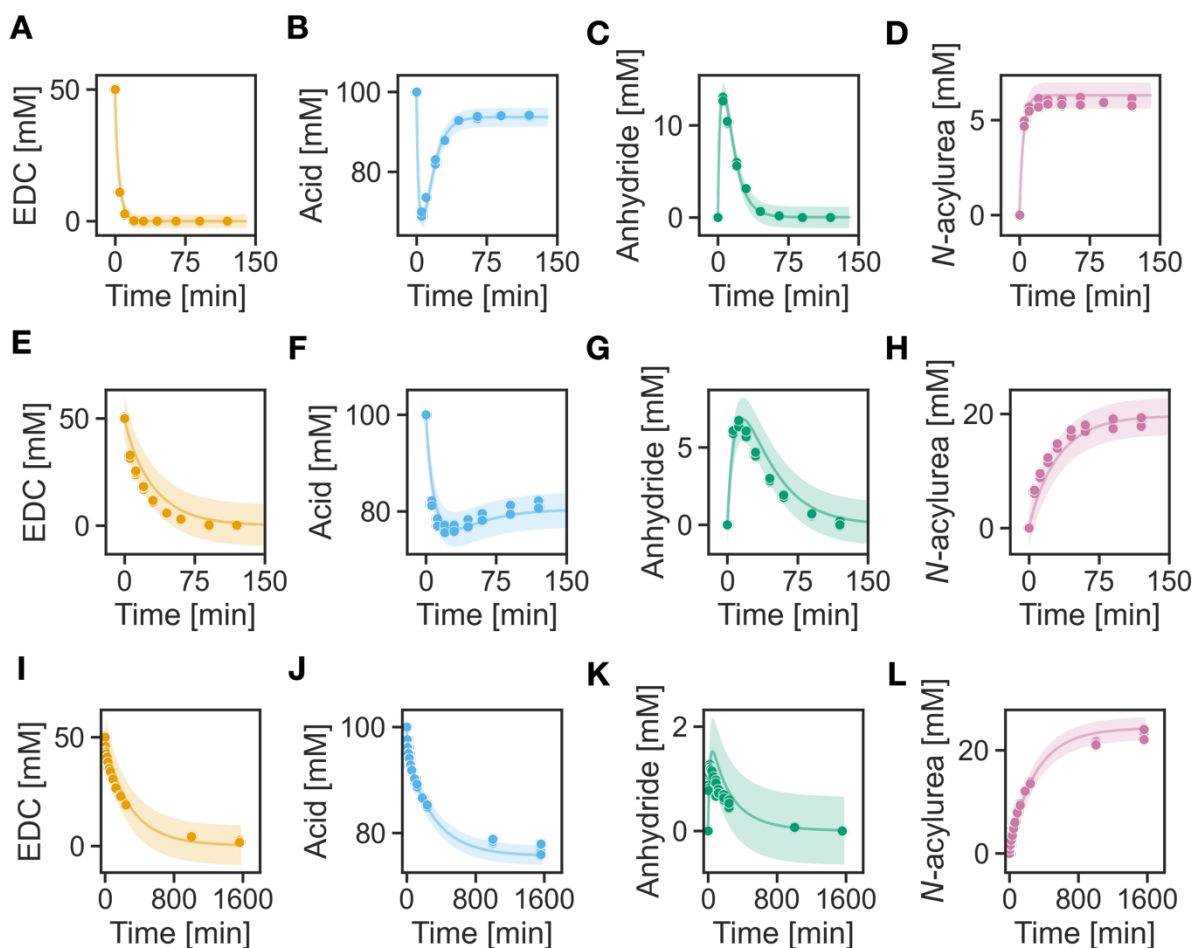 A
B
C
D
EDC [mM]
50
0
0
75
150
Time [min]
Acid [mM]
100
80
0
75
150
Time [min]
Anhydride [mM]
10
0
0
75
150
Time [min]
N-acylurea [mM]
5
0
0
75
150
Time [min]
E
F
G
H
EDC [mM]
50
0
0
75
150
Time [min]
Acid [mM]
100
80
0
75
150
Time [min]
Anhydride [mM]
5
0
0
75
150
Time [min]
N-acylurea [mM]
20
0
0
75
150
Time [min]
I
J
K
L
EDC [mM]
50
0
0
800
1600
Time [min]
Acid [mM]
100
80
0
800
1600
Time [min]
Anhydride [mM]
2
0
0
800
1600
Time [min]
N-acylurea [mM]
20
0
0
800
1600
Time [min]